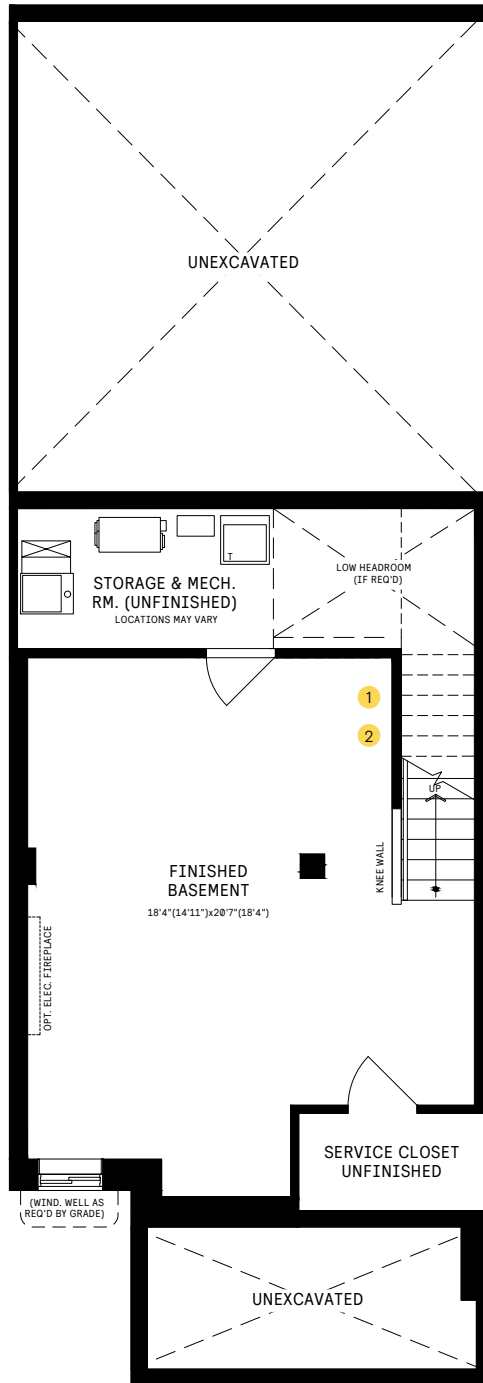 UNEXCAVATED
LOW HEADROOM
(IF REQ'D)
T
STORAGE & MECH.
RM. (UNFINISHED)
LOCATIONS MAY VARY
1
2
UP
KNEE WALL
FINISHED
BASEMENT
18'4"(14'11")x20'7"(18'4")
OPT. ELEC. FIREPLACE
SERVICE CLOSET
UNFINISHED
(WIND. WELL AS
REQ'D BY GRADE)
UNEXCAVATED